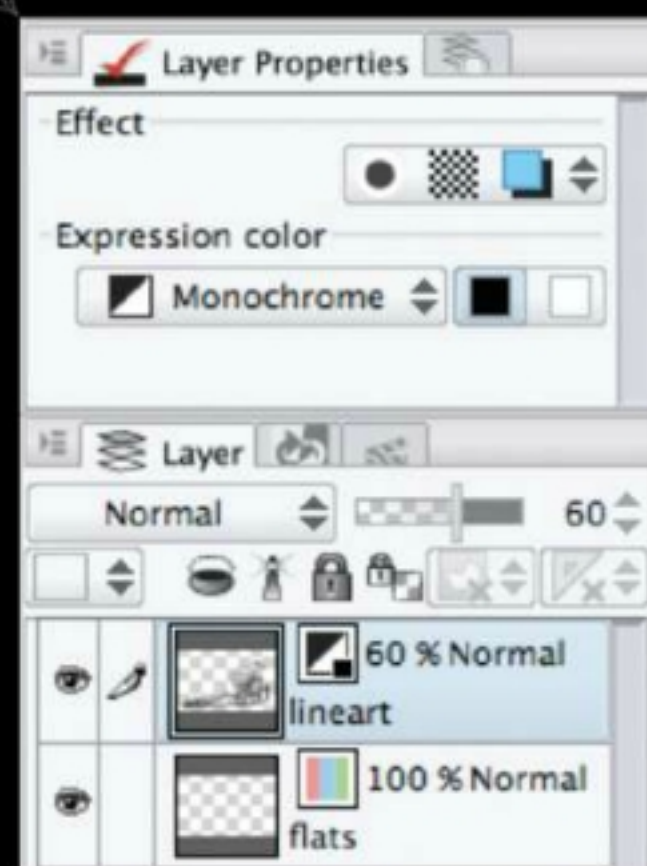 Layer Properties
Effect
Expression color
Monochrome
Layer
Normal 60
60 % Normal
lineart
100 % Normal
flats